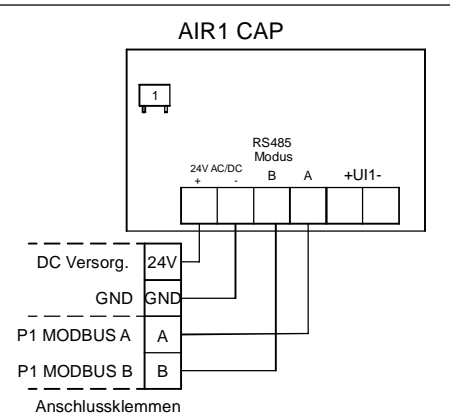 AIR1 CAP
1
RS485
Modus
24V AC/DC
+ - B A +UI1-
DC Versorg. 24V
GND GND
P1 MODBUS A A
P1 MODBUS B B
Anschlussklemmen